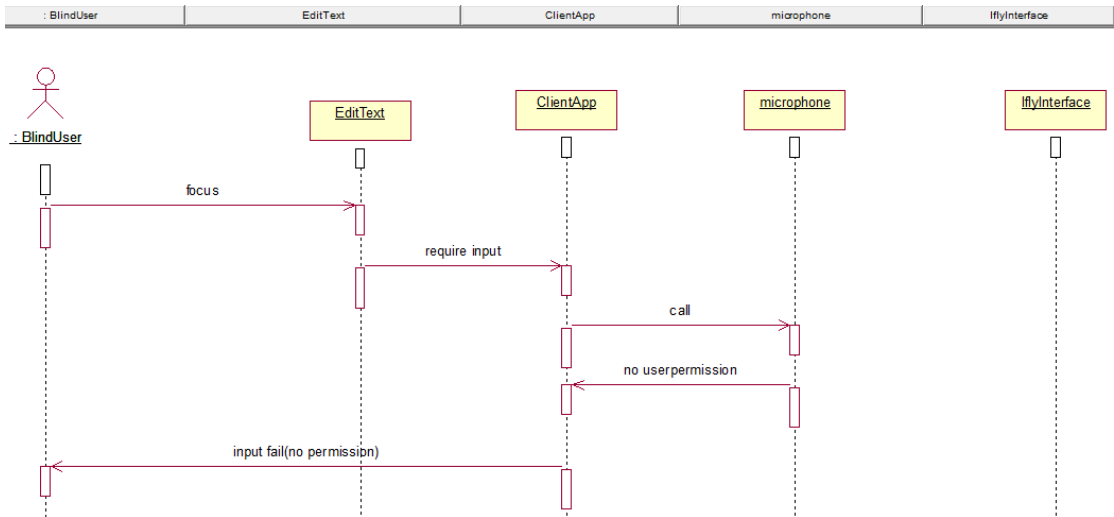 : BlindUser
EditText
ClientApp
microphone
IflyInterface
ClientApp
microphone
IflyInterface
EditText
: BlindUser
focus
require input
call
no userpermission
input fail(no permission)